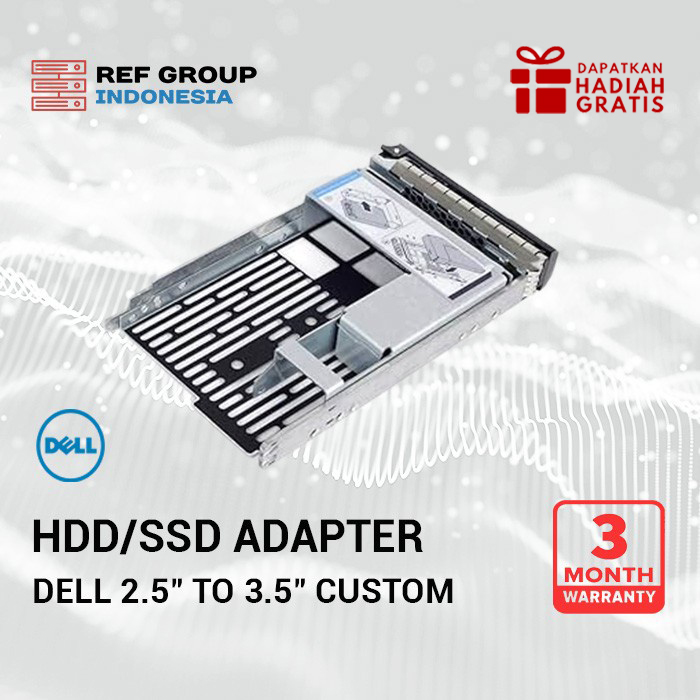 REF GROUP
INDONESIA
DAPATKAN
HADIAH
GRATIS
DELL
HDD/SSD ADAPTER
DELL 2.5" TO 3.5" CUSTOM
3
MONTH
WARRANTY